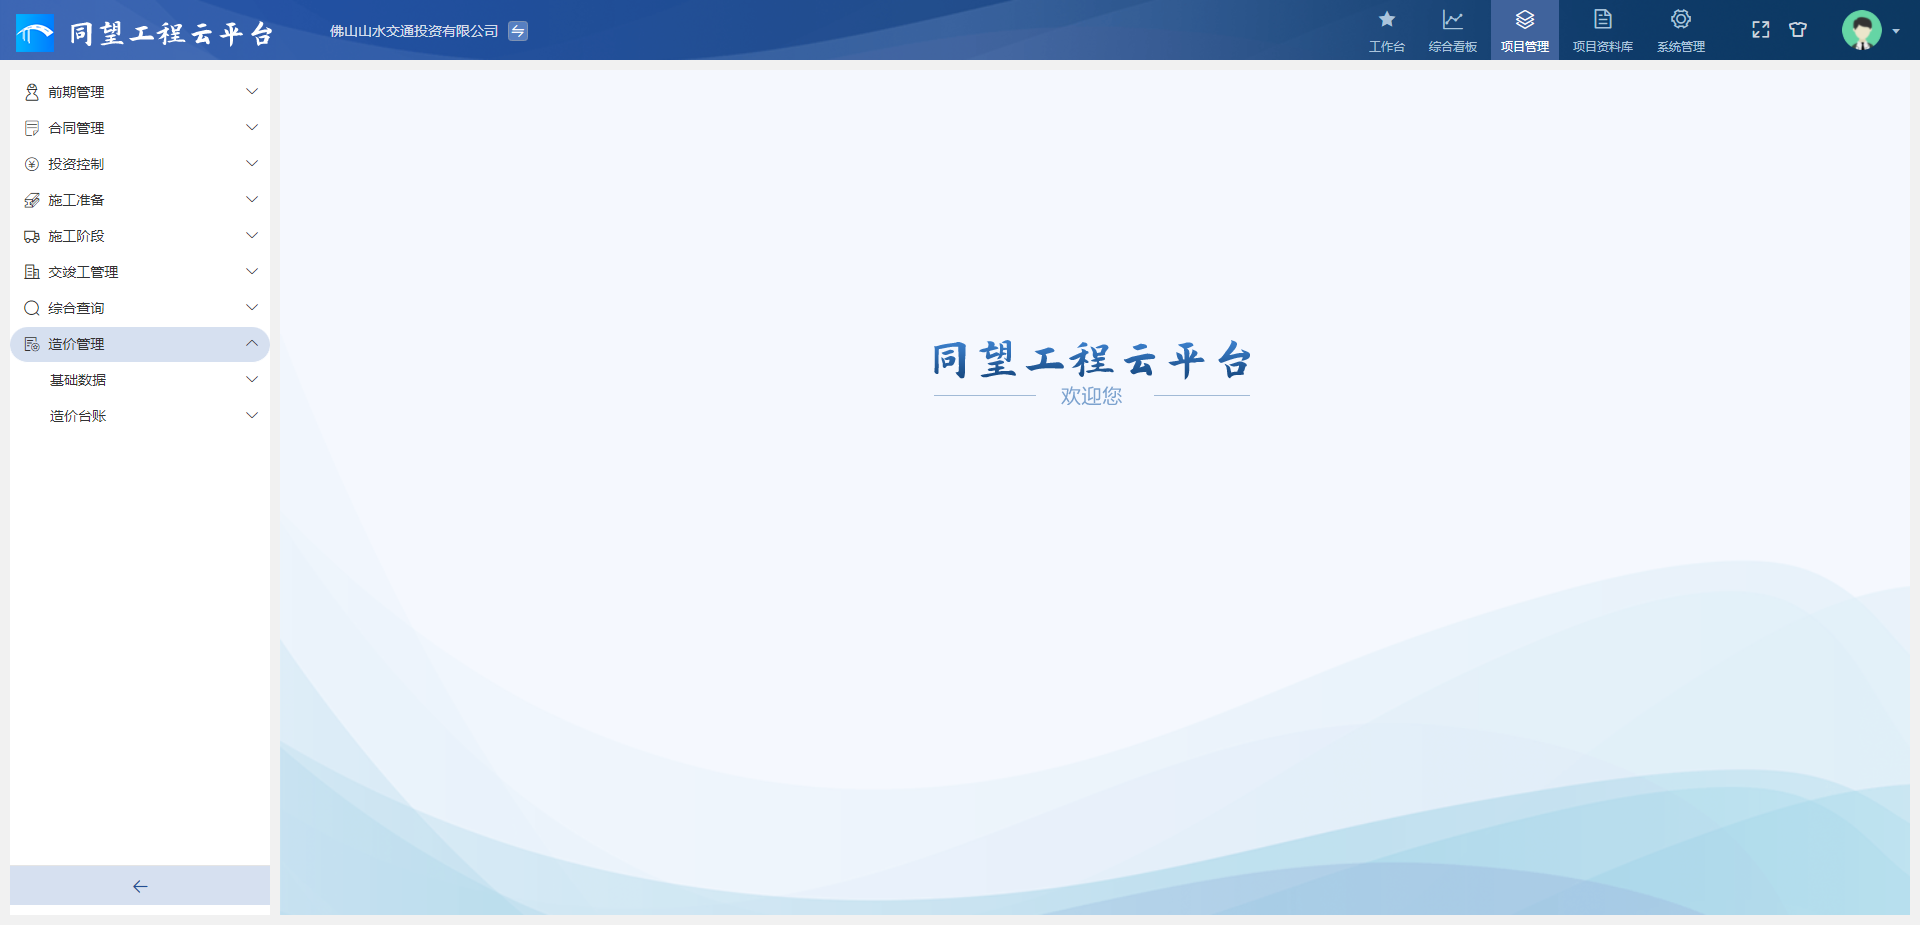 同望工程云平台
佛山山水交通投资有限公司
工作台
综合看板
项目管理
项目资料库
系统管理
前期管理
合同管理
投资控制
施工准备
施工阶段
交竣工管理
综合查询
造价管理
基础数据
造价台账
同望工程云平台
欢迎您